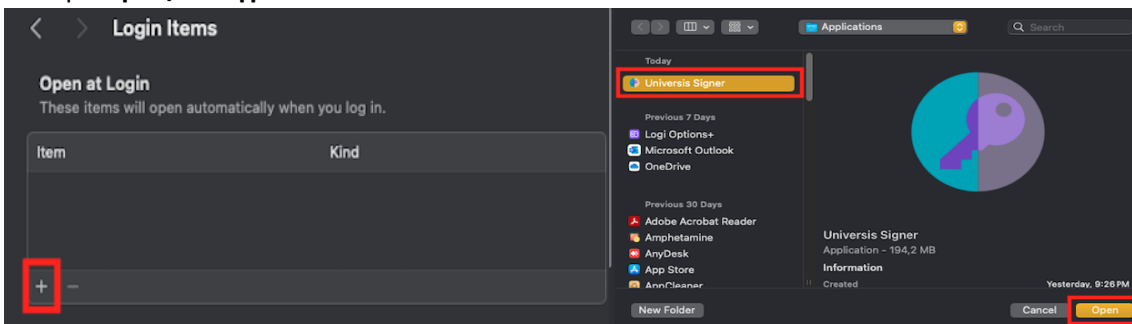 Login Items
Open at Login
These items will open automatically when you log in.
Item Kind
+ −
Applications
Search
Today
Universis Signer
Previous 7 Days
Logi Options+
Microsoft Outlook
OneDrive
Previous 30 Days
Adobe Acrobat Reader
Amphetamine
AnyDesk
App Store
AppCleaner
Universis Signer
Application – 194,2 MB
Information
Created Yesterday, 9:26 PM
New Folder Cancel Open